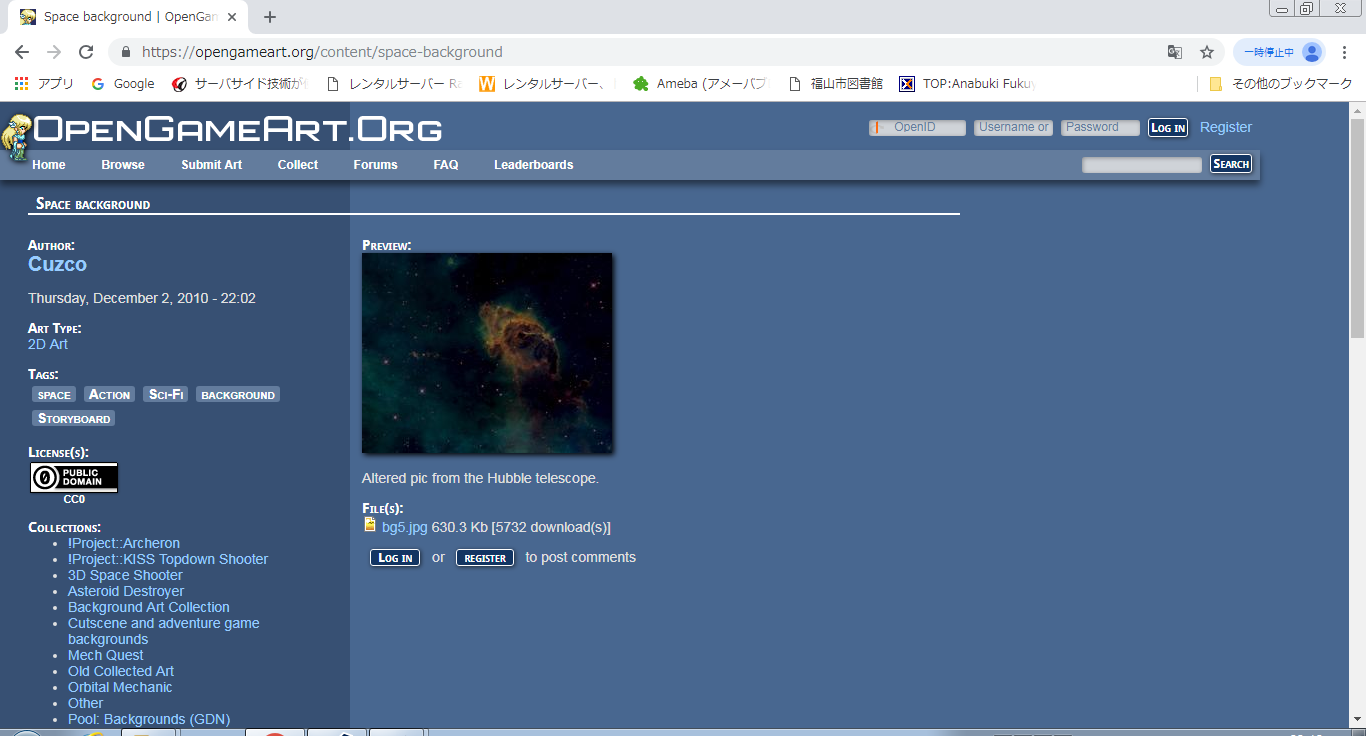 Space background | OpenGam
https://opengameart.org/content/space-background
一時停止中
アプリ
Google
サーバサイド技術が
レンタルサーバー Ra
レンタルサーバー、
Ameba (アメーバブ
福山市図書館
TOP:Anabuki Fukuy
その他のブックマーク
OpenGameArt.Org
OpenID
Username or
Password
Log in
Register
Home
Browse
Submit Art
Collect
Forums
FAQ
Leaderboards
Search
Space background
Author:
Cuzco
Thursday, December 2, 2010 - 22:02
Art Type:
2D Art
Tags:
space
Action
Sci-Fi
background
Storyboard
License(s):
PUBLIC
DOMAIN
CC0
Collections:
!Project::Archeron
!Project::KISS Topdown Shooter
3D Space Shooter
Asteroid Destroyer
Background Art Collection
Cutscene and adventure game
backgrounds
Mech Quest
Old Collected Art
Orbital Mechanic
Other
Pool: Backgrounds (GDN)
Preview:
Altered pic from the Hubble telescope.
File(s):
bg5.jpg 630.3 Kb [5732 download(s)]
Log in or register to post comments